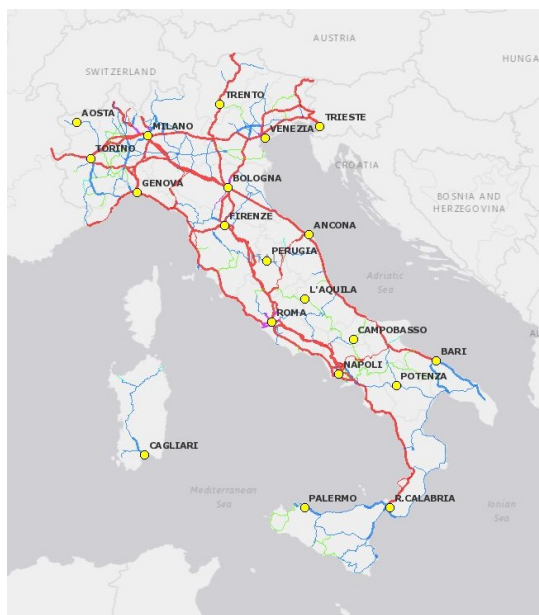 AUSTRIA
HUNGA
SWITZERLAND
TRENTO
AOSTA
MILANO
VENEZIA
TRIESTE
TORINO
CROATIA
BOLOGNA
GENOVA
BOSNIA AND
HERZEGOVINA
FIRENZE
ANCONA
PERUGIA
Adriatic
Sea
L'AQUILA
ROMA
CAMPOBASSO
BARI
NAPOLI
POTENZA
CAGLIARI
Mediterranean
Sea
PALERMO
R.CALABRIA
Ionian
Sea